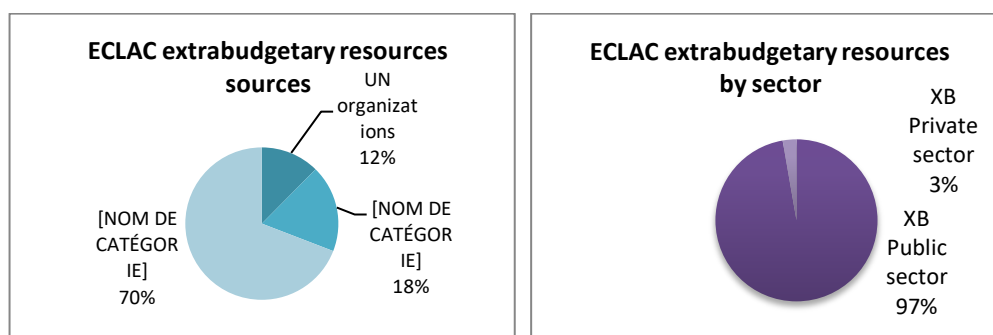 ECLAC extrabudgetary resources
sources
UN
organizat
ions
12%
[NOM DE
CATÉGOR
IE]
70%
[NOM DE
CATÉGOR
IE]
18%
ECLAC extrabudgetary resources
by sector
XB
Private
sector
3%
XB
Public
sector
97%